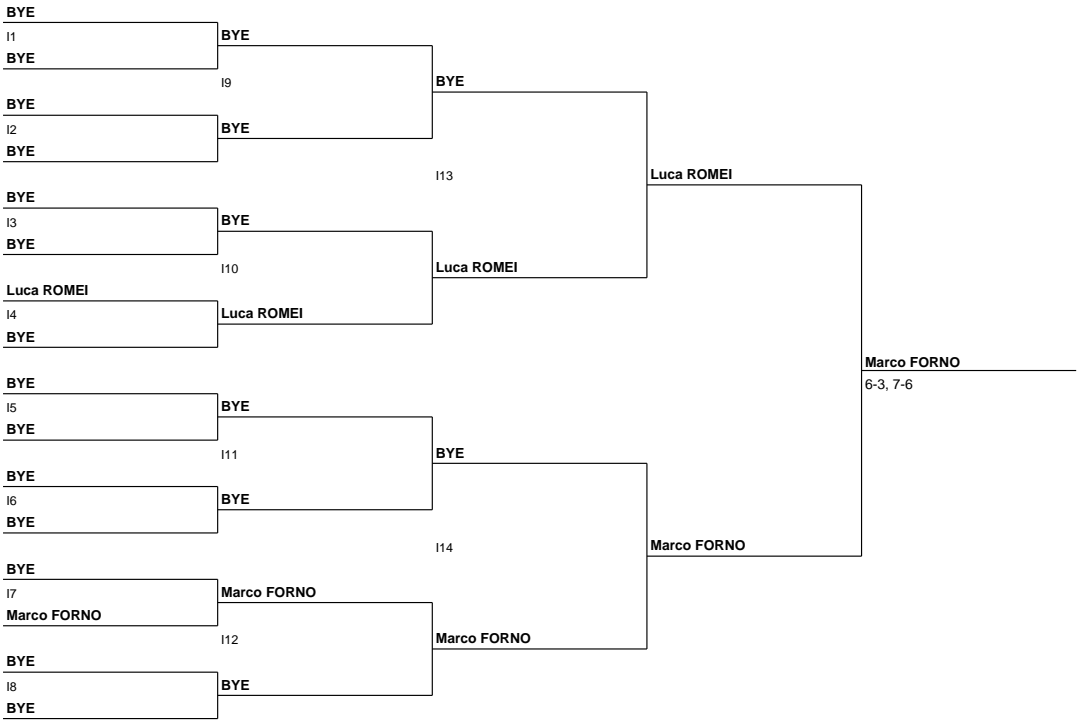 BYE
I1
BYE
BYE
I9
BYE
I2
BYE
BYE
BYE
I13
BYE
I3
BYE
BYE
I10
Luca ROMEI
I4
BYE
Luca ROMEI
Luca ROMEI
Luca ROMEI
BYE
I5
BYE
BYE
I11
BYE
I6
BYE
BYE
BYE
I14
BYE
I7
Marco FORNO
Marco FORNO
I12
BYE
I8
BYE
BYE
Marco FORNO
Marco FORNO
Marco FORNO
6-3, 7-6